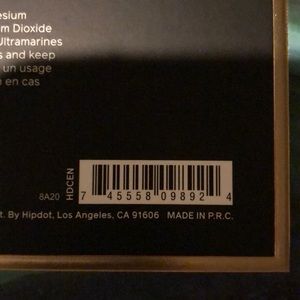 esium
m Dioxide
Ultramarines
s and keep
un usage
en cas
8A20
HDCEN
7 45558 09892 4
t. By Hipdot, Los Angeles, CA 91606 MADE IN P.R.C.